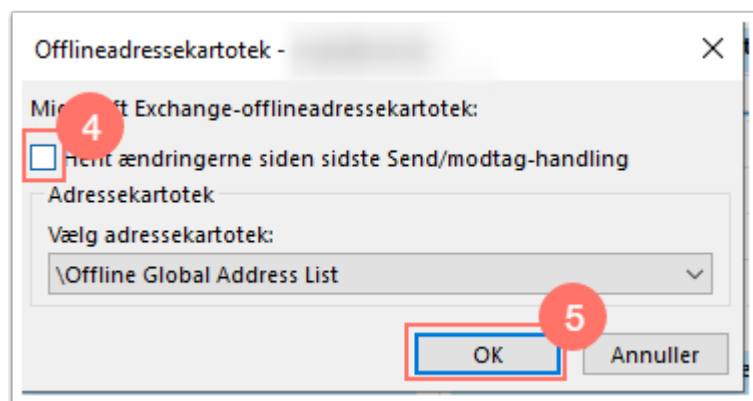 Offlineadressekartotek -
4
Exchange-offlineadressekartotek:
Hent ændringerne siden sidste Send/modtag-handling
Adressekartotek
Vælg adressekartotek:
\Offline Global Address List
5
OK
Annuller